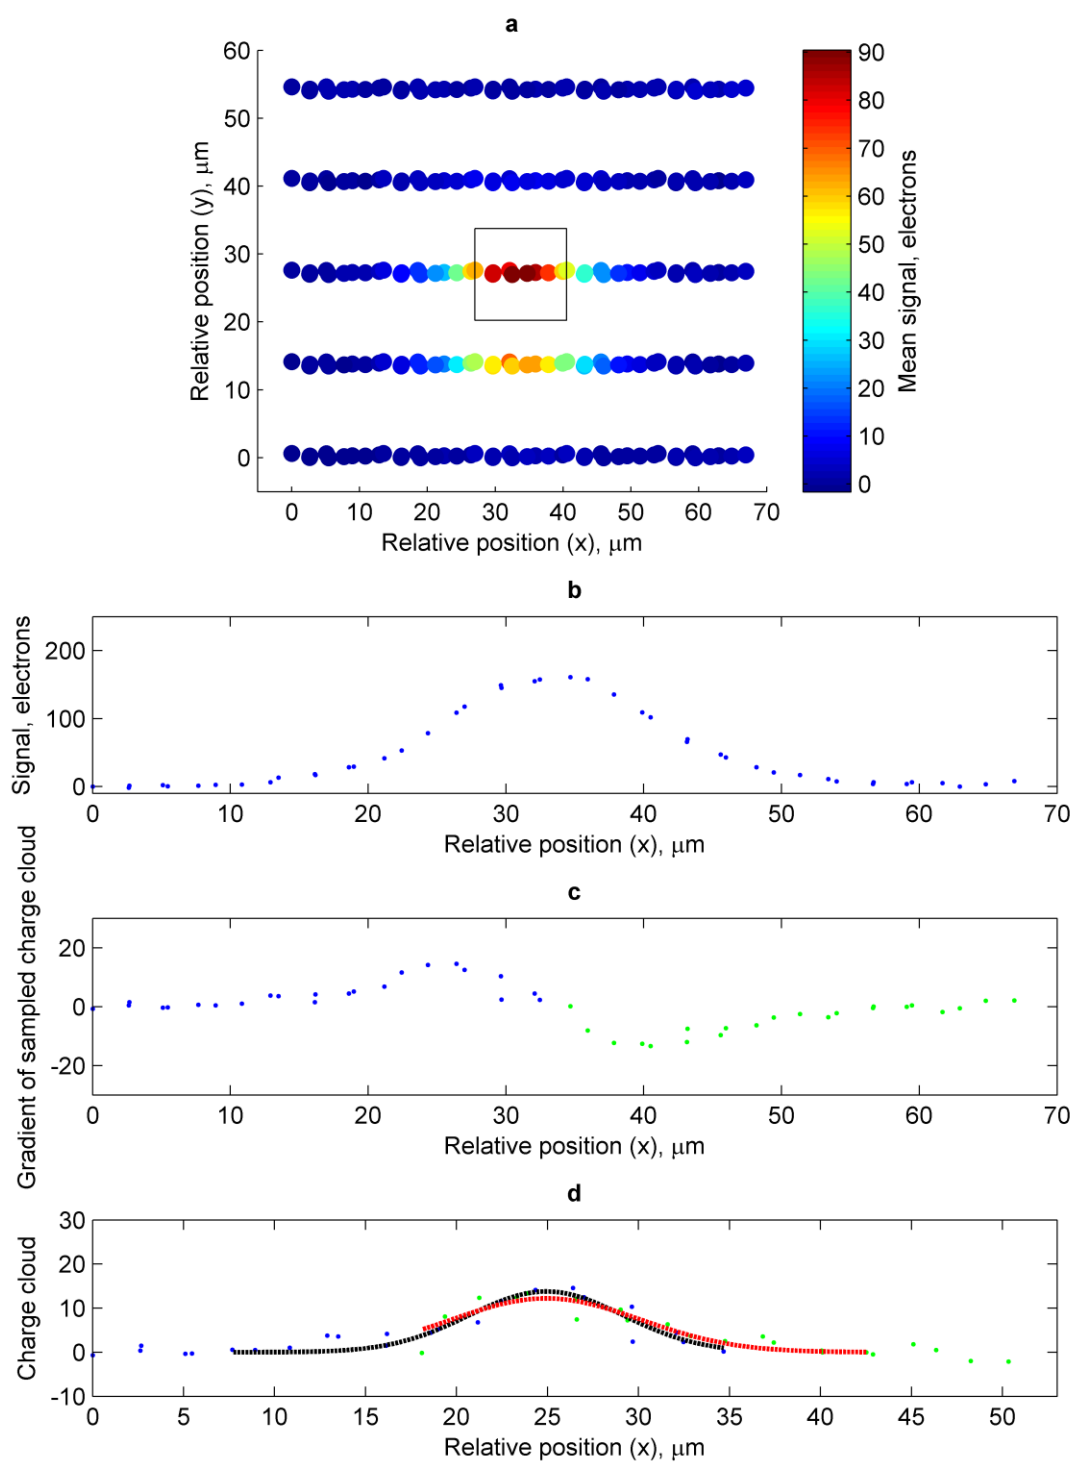 a
60
50
40
30
20
10
0
Relative position (y), μm
0 10 20 30 40 50 60 70
Relative position (x), μm
90
80
70
60
50
40
30
20
10
0
Mean signal, electrons
b
200
100
0
Signal, electrons
0 10 20 30 40 50 60 70
Relative position (x), μm
c
20
0
-20
Gradient of sampled charge cloud
0 10 20 30 40 50 60 70
Relative position (x), μm
d
30
20
10
0
-10
Charge cloud
0 5 10 15 20 25 30 35 40 45 50
Relative position (x), μm